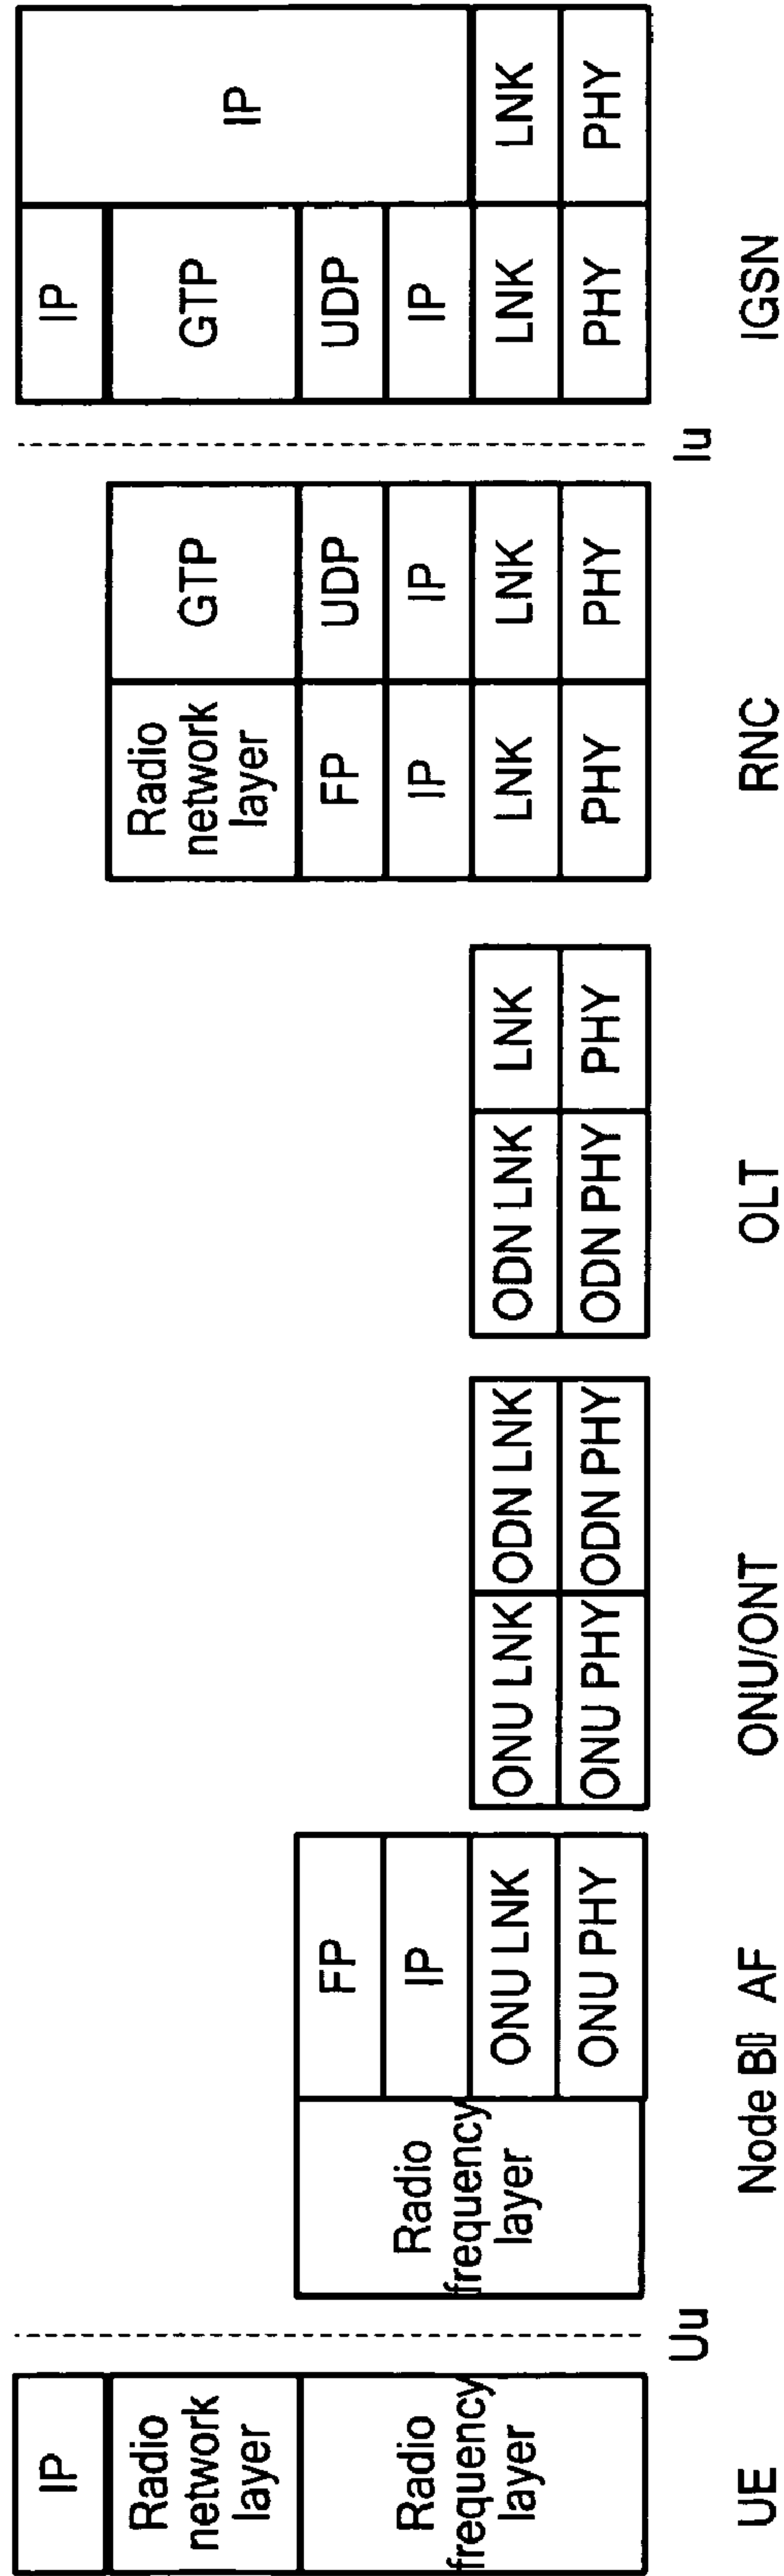 IP
Radio
network
layer
Radio
frequency
layer
UE
Uu
Radio
frequency
layer
FP
IP
ONU LNK
ONU PHY
Node B AF
ONU LNK
ODN LNK
ONU PHY
ODN PHY
ONU/ONT
ODN LNK
LNK
ODN PHY
PHY
OLT
Radio
network
layer
GTP
FP
UDP
IP
IP
LNK
LNK
PHY
PHY
RNC
Iu
IP
IP
GTP
UDP
IP
LNK
LNK
PHY
PHY
IGSN